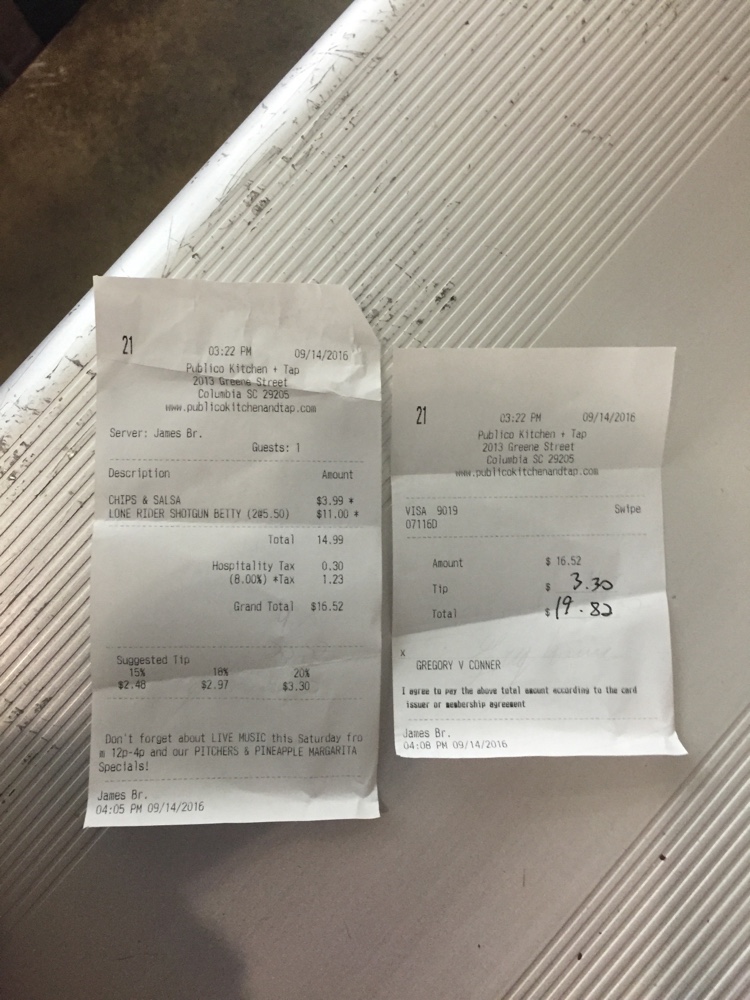 21 03:22 PM 09/14/2016
Publico Kitchen + Tap
2013 Greene Street
Columbia SC 29205
www.publicokitchenandtap.com
Server: James Br.
Guests: 1
Description Amount
CHIPS & SALSA $3.99 *
LONE RIDER SHOTGUN BETTY (2@5.50) $11.00 *
Total 14.99
Hospitality Tax 0.30
(8.00%) *Tax 1.23
Grand Total $16.52
Suggested Tip
15% 18% 20%
$2.48 $2.97 $3.30
Don't forget about LIVE MUSIC this Saturday fro
m 12p-4p and our PITCHERS & PINEAPPLE MARGARITA
Specials!
James Br.
04:05 PM 09/14/2016
21 03:22 PM 09/14/2016
Publico Kitchen + Tap
2013 Greene Street
Columbia SC 29205
www.publicokitchenandtap.com
VISA 9019 Swipe
07116D
Amount $ 16.52
Tip $ 3.30
Total $ 19.82
x
GREGORY V CONNER
I agree to pay the above total amount according to the card
issuer or membership agreement
James Br.
04:08 PM 09/14/2016